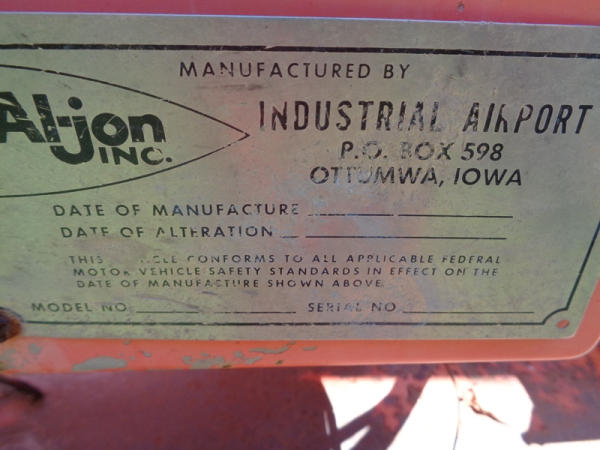 MANUFACTURED BY
Al-jon
INC.
INDUSTRIAL AIRPORT
P.O. BOX 598
OTTUMWA, IOWA
DATE OF MANUFACTURE
DATE OF ALTERATION
THIS VEHICLE CONFORMS TO ALL APPLICABLE FEDERAL
MOTOR VEHICLE SAFETY STANDARDS IN EFFECT ON THE
DATE OF MANUFACTURE SHOWN ABOVE.
MODEL NO. SERIAL NO.